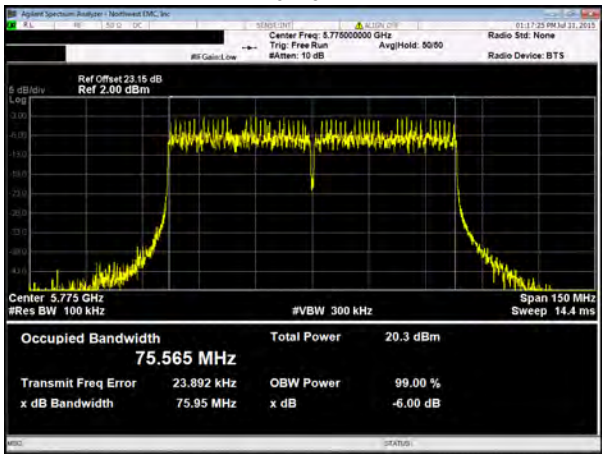 Agilent Spectrum Analyzer - Northwest EMC, Inc
RL RF 50 Ω DC SENSE:INT ALIGN OFF 01:17:25 PM Jul 31, 2015
Center Freq: 5.775000000 GHz Radio Std: None
Trig: Free Run Avg|Hold: 50/50
#IFGain:Low #Atten: 10 dB Radio Device: BTS
Ref Offset 23.15 dB
5 dB/div Ref 2.00 dBm
Log
Center 5.775 GHz Span 150 MHz
#Res BW 100 kHz #VBW 300 kHz Sweep 14.4 ms
Occupied Bandwidth Total Power 20.3 dBm
75.565 MHz
Transmit Freq Error 23.892 kHz OBW Power 99.00 %
x dB Bandwidth 75.95 MHz x dB -6.00 dB
MSG STATUS